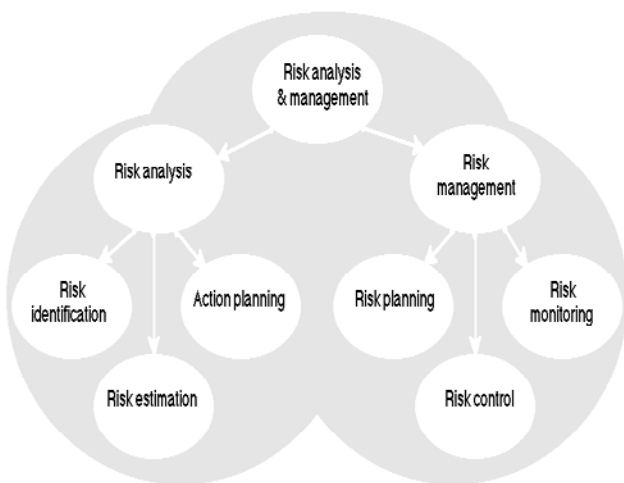 Risk analysis
& management
Risk analysis
Risk
management
Risk
identification
Action planning
Risk planning
Risk
monitoring
Risk estimation
Risk control